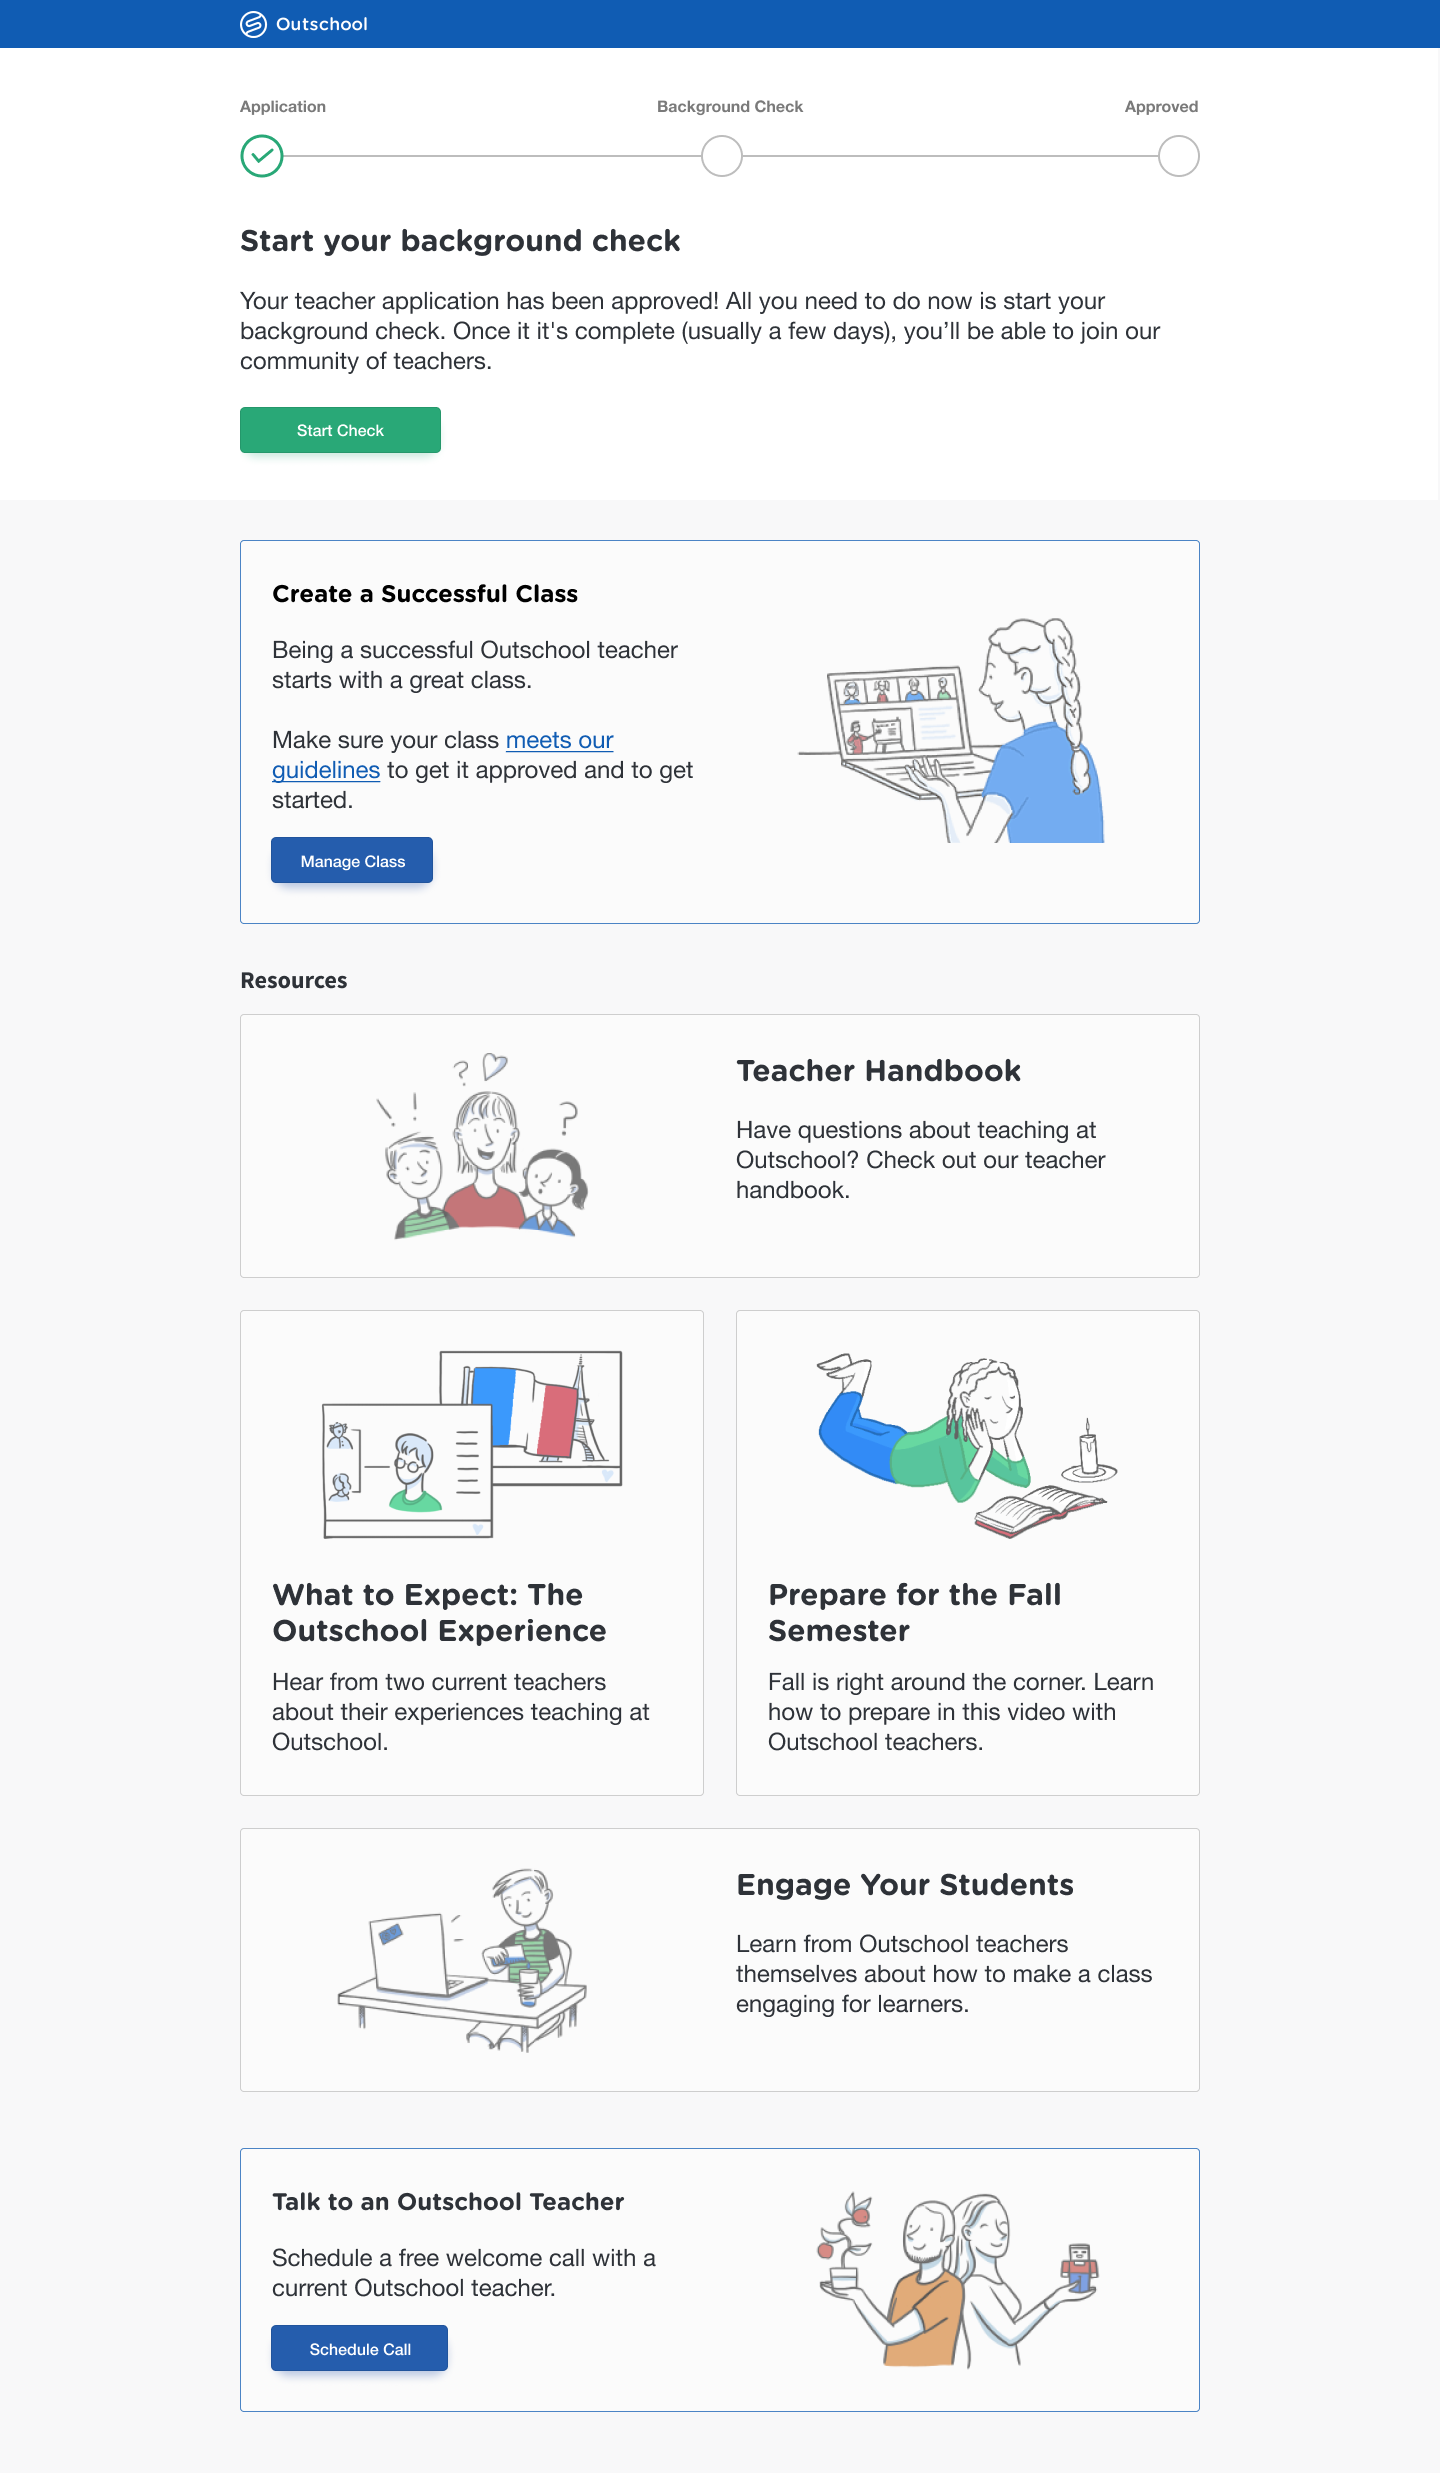 Outschool
Application
Background Check
Approved
Start your background check
Your teacher application has been approved! All you need to do now is start your
background check. Once it it's complete (usually a few days), you’ll be able to join our
community of teachers.
Start Check
Create a Successful Class
Being a successful Outschool teacher
starts with a great class.
Make sure your class meets our
guidelines to get it approved and to get
started.
Manage Class
Resources
Teacher Handbook
Have questions about teaching at
Outschool? Check out our teacher
handbook.
What to Expect: The
Outschool Experience
Hear from two current teachers
about their experiences teaching at
Outschool.
Prepare for the Fall
Semester
Fall is right around the corner. Learn
how to prepare in this video with
Outschool teachers.
Engage Your Students
Learn from Outschool teachers
themselves about how to make a class
engaging for learners.
Talk to an Outschool Teacher
Schedule a free welcome call with a
current Outschool teacher.
Schedule Call